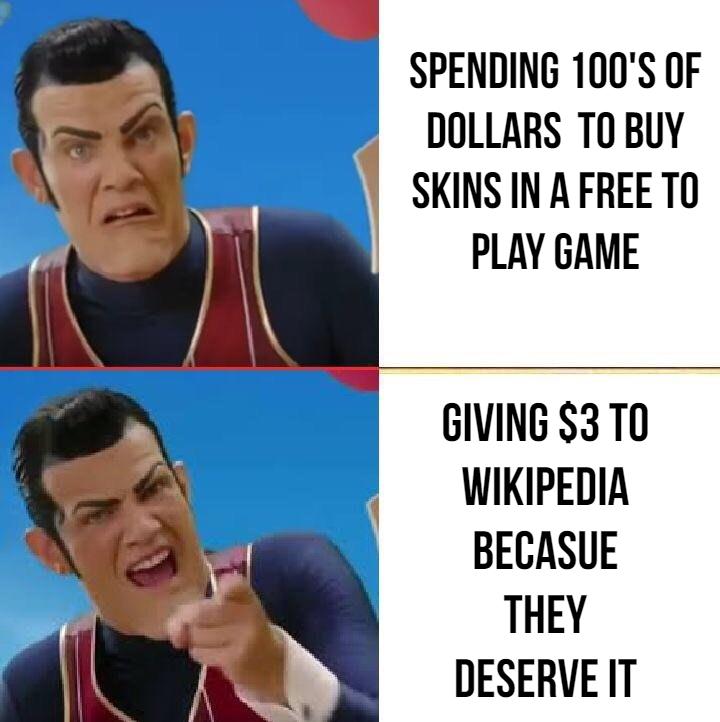 SPENDING 100'S OF
DOLLARS TO BUY
SKINS IN A FREE TO
PLAY GAME
GIVING $3 TO
WIKIPEDIA
BECASUE
THEY
DESERVE IT